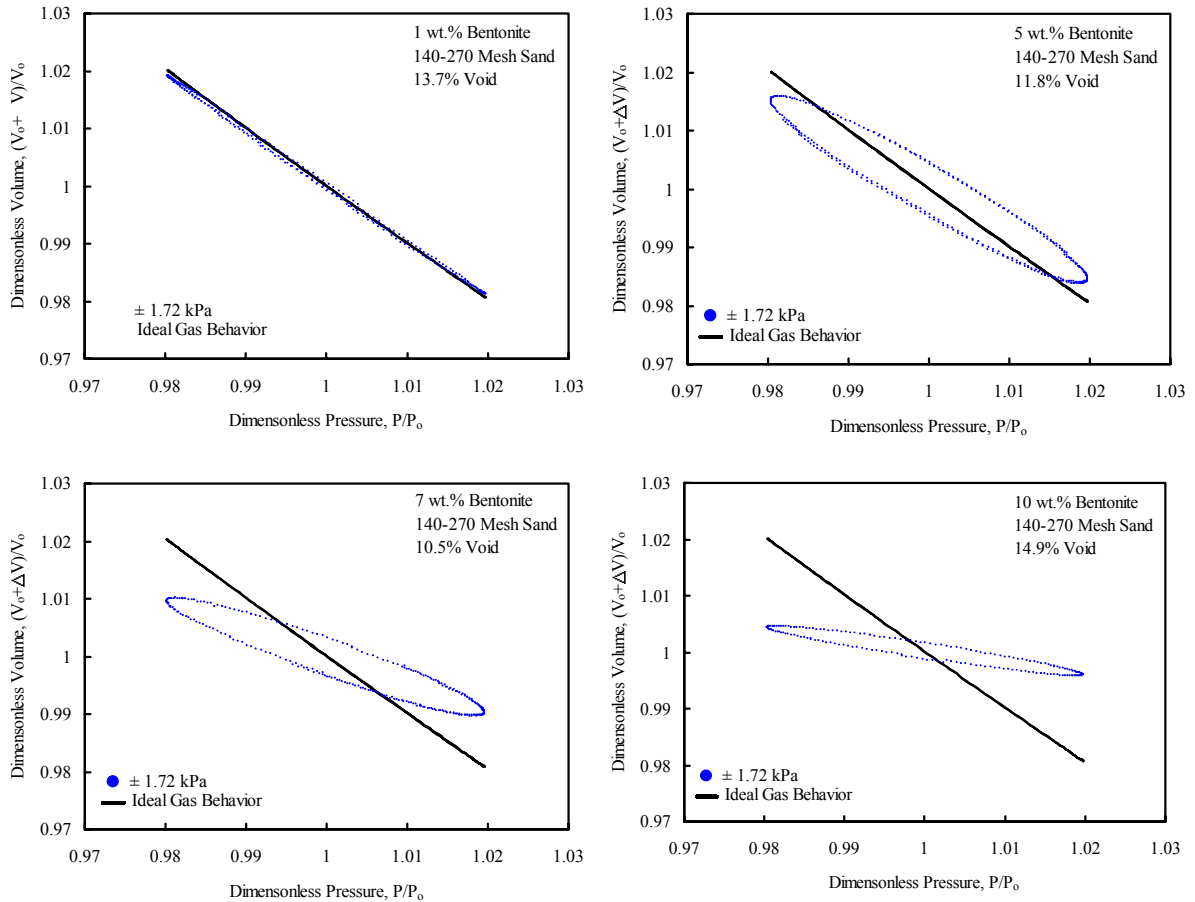 1.03
1.02
1.01
1
0.99
0.98
0.97
Dimensonless Volume, (Vₒ+ V)/Vₒ
1 wt.% Bentonite
140-270 Mesh Sand
13.7% Void
± 1.72 kPa
Ideal Gas Behavior
0.97 0.98 0.99 1 1.01 1.02 1.03
Dimensonless Pressure, P/Pₒ
1.03
1.02
1.01
1
0.99
0.98
0.97
Dimensonless Volume, (Vₒ+ΔV)/Vₒ
5 wt.% Bentonite
140-270 Mesh Sand
11.8% Void
± 1.72 kPa
Ideal Gas Behavior
0.97 0.98 0.99 1 1.01 1.02 1.03
Dimensonless Pressure, P/Pₒ
1.03
1.02
1.01
1
0.99
0.98
0.97
Dimensonless Volume, (Vₒ+ΔV)/Vₒ
7 wt.% Bentonite
140-270 Mesh Sand
10.5% Void
± 1.72 kPa
Ideal Gas Behavior
0.97 0.98 0.99 1 1.01 1.02 1.03
Dimensonless Pressure, P/Pₒ
1.03
1.02
1.01
1
0.99
0.98
0.97
Dimensonless Volume, (Vₒ+ΔV)/Vₒ
10 wt.% Bentonite
140-270 Mesh Sand
14.9% Void
± 1.72 kPa
Ideal Gas Behavior
0.97 0.98 0.99 1 1.01 1.02 1.03
Dimensonless Pressure, P/Pₒ